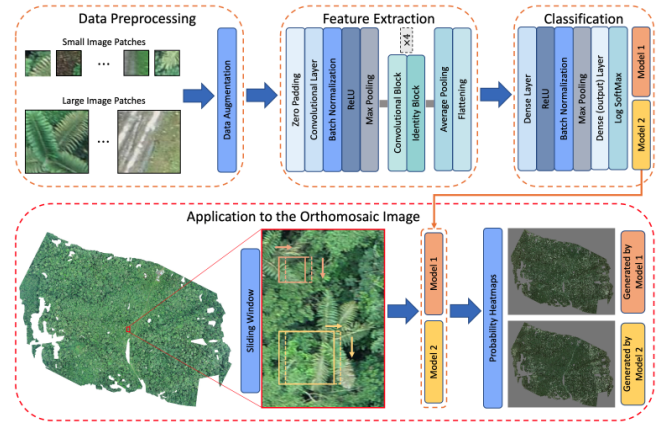 Data Preprocessing
Small Image Patches
...
Large Image Patches
...
Data Augmentation
Feature Extraction
Zero Padding
Convolutional Layer
Batch Normalization
ReLU
Max Pooling
×4
Convolutional Block
Identity Block
Average Pooling
Flattening
Classification
Dense Layer
ReLU
Batch Normalization
Max Pooling
Dense (output) Layer
Log SoftMax
Model 1
Model 2
Application to the Orthomosaic Image
Sliding Window
Model 1
Model 2
Probability Heatmaps
Generated by
Model 1
Generated by
Model 2